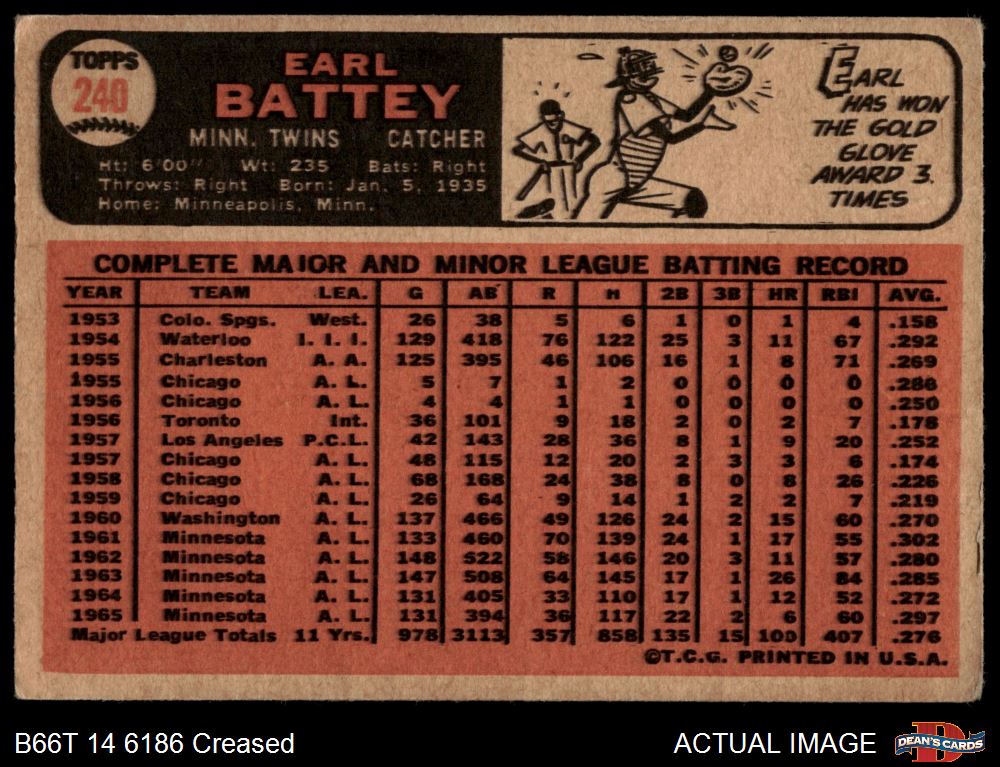 TOPPS
240
EARL
BATTEY
MINN. TWINS CATCHER
Ht: 6'00" Wt: 235 Bats: Right
Throws: Right Born: Jan. 5, 1935
Home: Minneapolis, Minn.
EARL
HAS WON
THE GOLD
GLOVE
AWARD 3.
TIMES
COMPLETE MAJOR AND MINOR LEAGUE BATTING RECORD
YEAR TEAM LEA. G AB R H 2B 3B HR RBI AVG.
1953 Colo. Spgs. West. 26 38 5 6 1 0 1 4 .158
1954 Waterloo I. I. I. 129 418 76 122 25 3 11 67 .292
1955 Charleston A. A. 125 395 46 106 16 1 8 71 .269
1955 Chicago A. L. 5 7 1 2 0 0 0 0 .286
1956 Chicago A. L. 4 4 1 1 0 0 0 0 .250
1956 Toronto Int. 36 101 9 18 2 0 2 7 .178
1957 Los Angeles P.C.L. 42 143 28 36 8 1 9 20 .252
1957 Chicago A. L. 48 115 12 20 2 3 3 6 .174
1958 Chicago A. L. 68 168 24 38 8 0 8 26 .226
1959 Chicago A. L. 26 64 9 14 1 2 2 7 .219
1960 Washington A. L. 137 466 49 126 24 2 15 60 .270
1961 Minnesota A. L. 133 460 70 139 24 1 17 55 .302
1962 Minnesota A. L. 148 522 58 146 20 3 11 57 .280
1963 Minnesota A. L. 147 508 64 145 17 1 26 84 .285
1964 Minnesota A. L. 131 405 33 110 17 1 12 52 .272
1965 Minnesota A. L. 131 394 36 117 22 2 6 60 .297
Major League Totals 11 Yrs. 978 3113 357 858 135 15 100 407 .276
©T.C.G. PRINTED IN U.S.A.
B66T 14 6186 Creased
ACTUAL IMAGE
D
DEAN'S CARDS